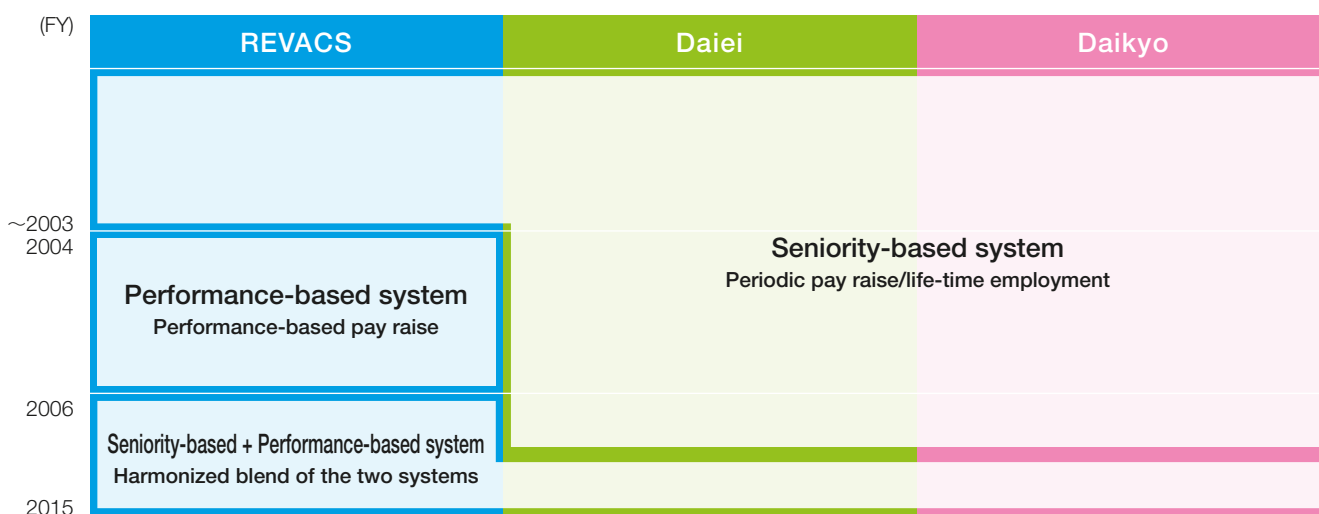 (FY)
REVACS
Daiei
Daikyo
～2003
2004
Seniority-based system
Periodic pay raise/life-time employment
Performance-based system
Performance-based pay raise
2006
Seniority-based + Performance-based system
Harmonized blend of the two systems
2015